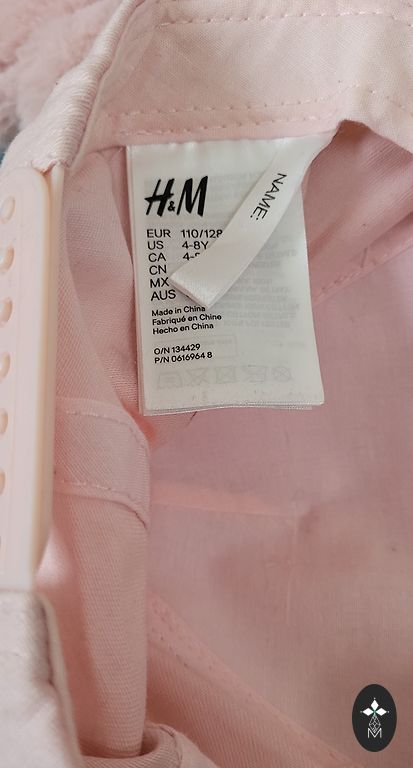 H&M
NAME:
EUR 110/128
US 4-8Y
CA
CN
MX
AUS
Made in China
Fabriqué en Chine
Hecho en China
O/N 134429
P/N 0616964 8
M